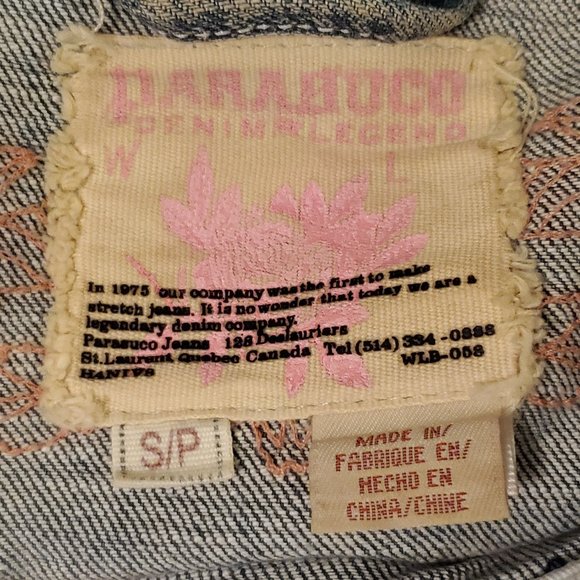 PARASUCO
DENIM LEGEND
W L
In 1975 our company was the first to make
stretch jeans. It is no wonder that today we are a
legendary denim company.
Parasuco Jeans 128 Deslauriers
St.Laurent Quebec Canada Tel(514) 334-0888
WLB-058
HANIVS
S/P
MADE IN/
FABRIQUE EN/
HECHO EN
CHINA/CHINE